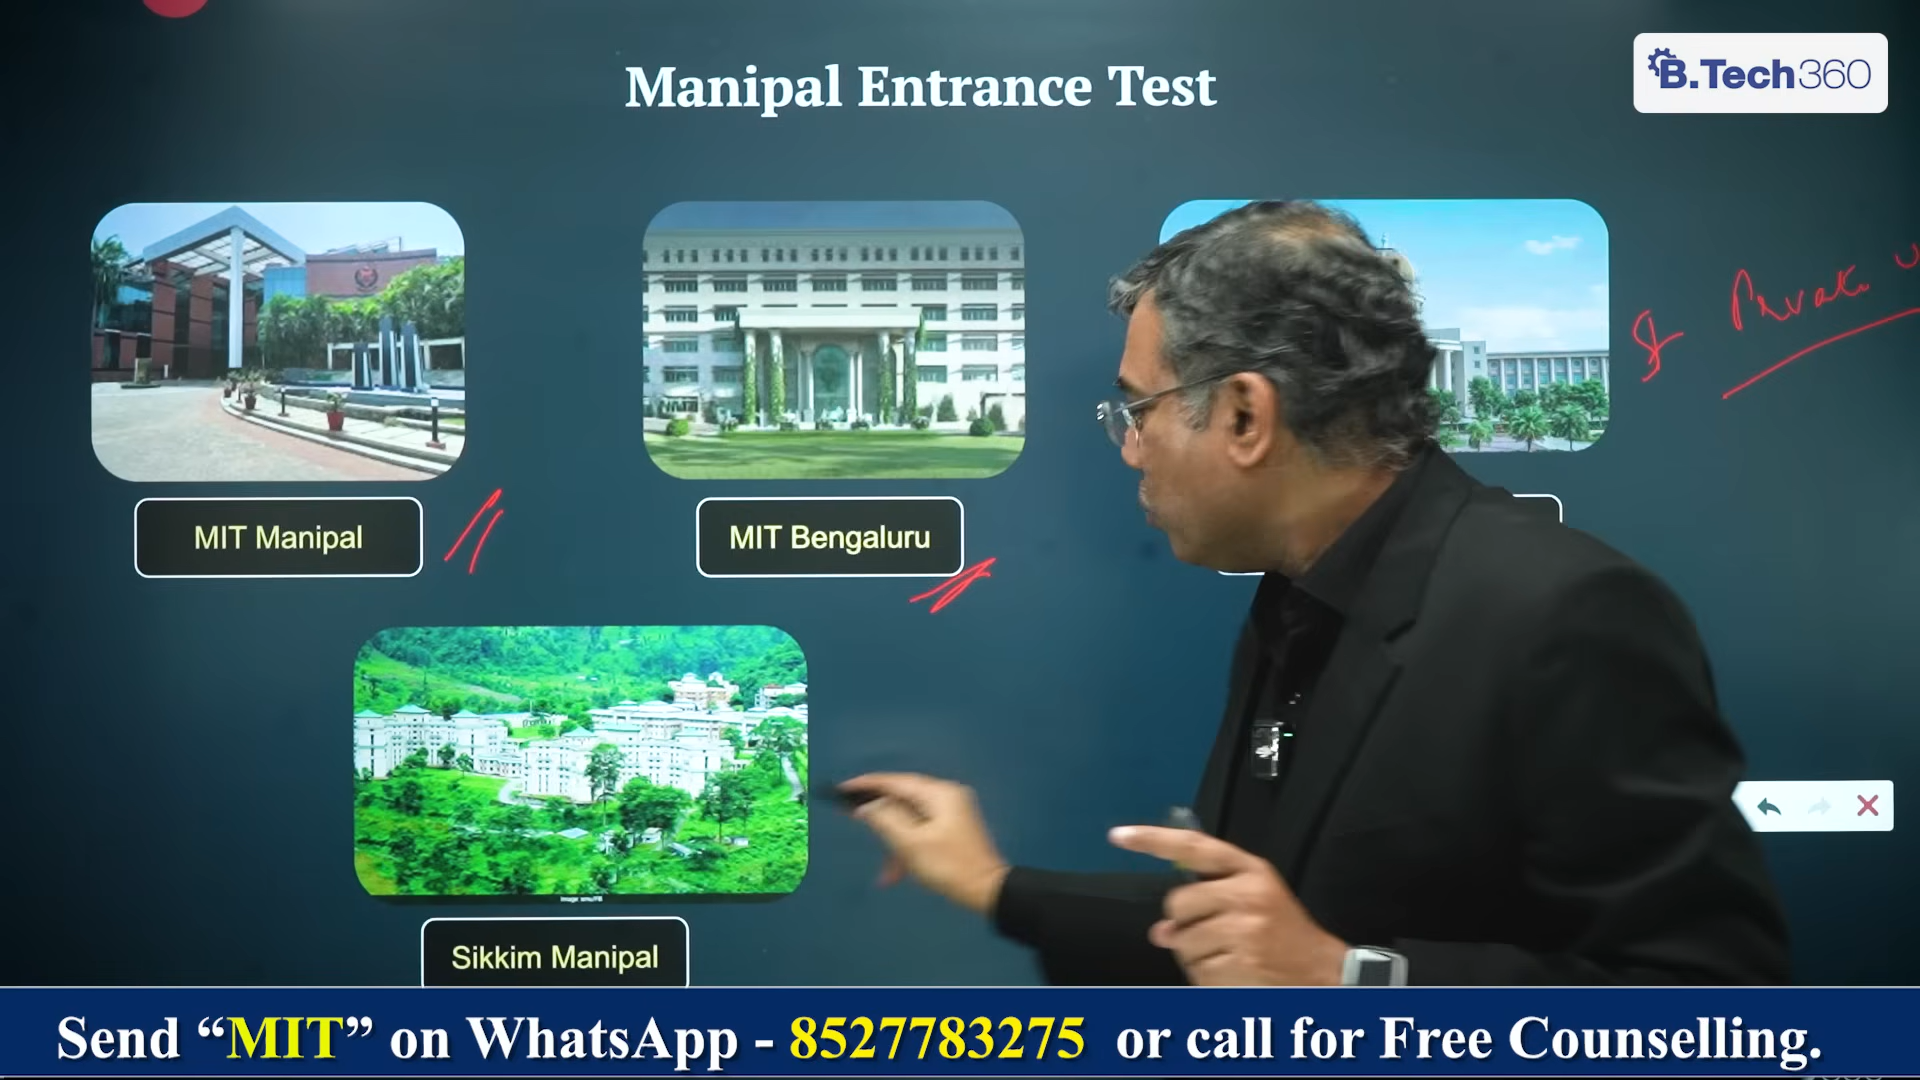 Manipal Entrance Test
B.Tech360
Private
MIT Manipal
MIT Bengaluru
Sikkim Manipal
Send “MIT” on WhatsApp - 8527783275 or call for Free Counselling.